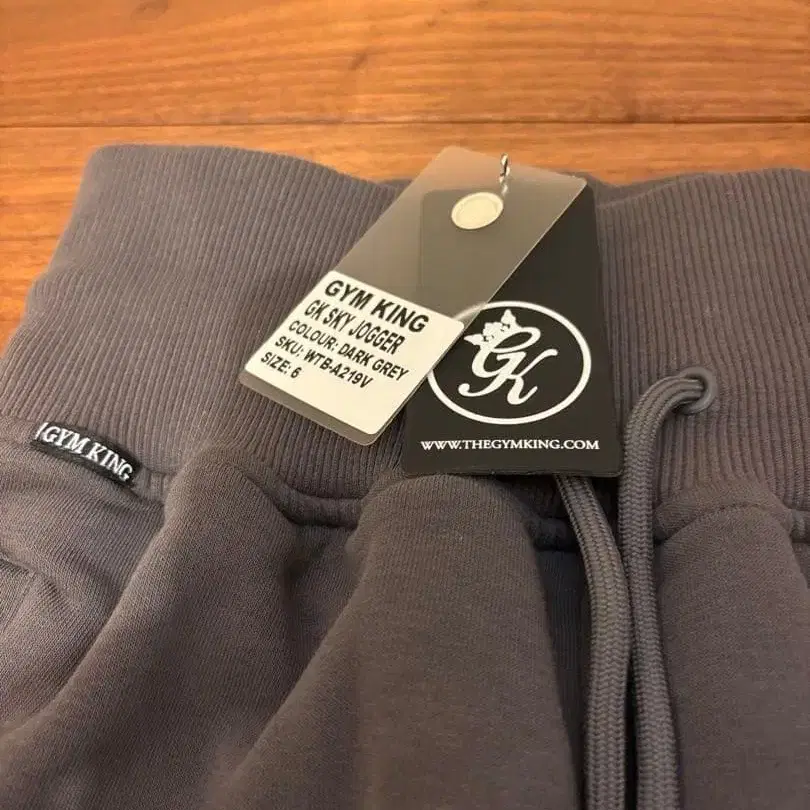 GYM KING
GK SKY JOGGER
COLOUR: DARK GREY
SKU: WTB-A219V
SIZE: 6
GK
WWW.THEGYMKING.COM
GYM KING